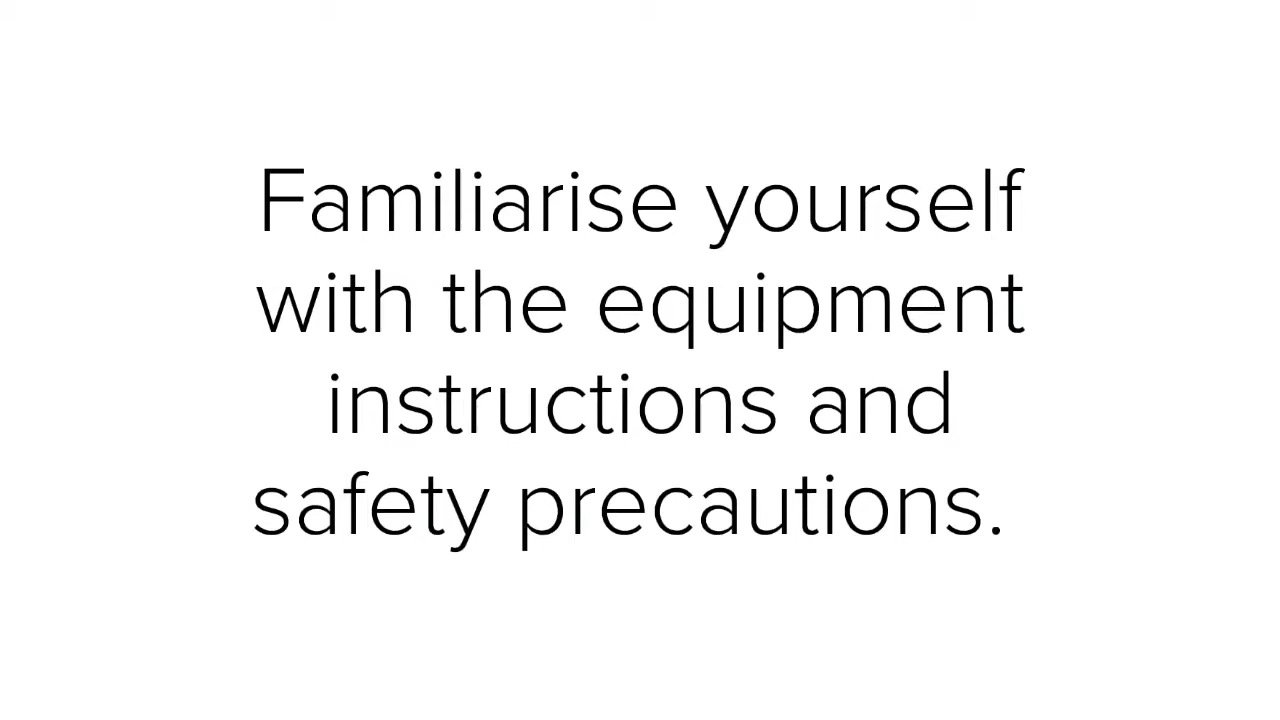 Familiarise yourself
with the equipment
instructions and
safety precautions.